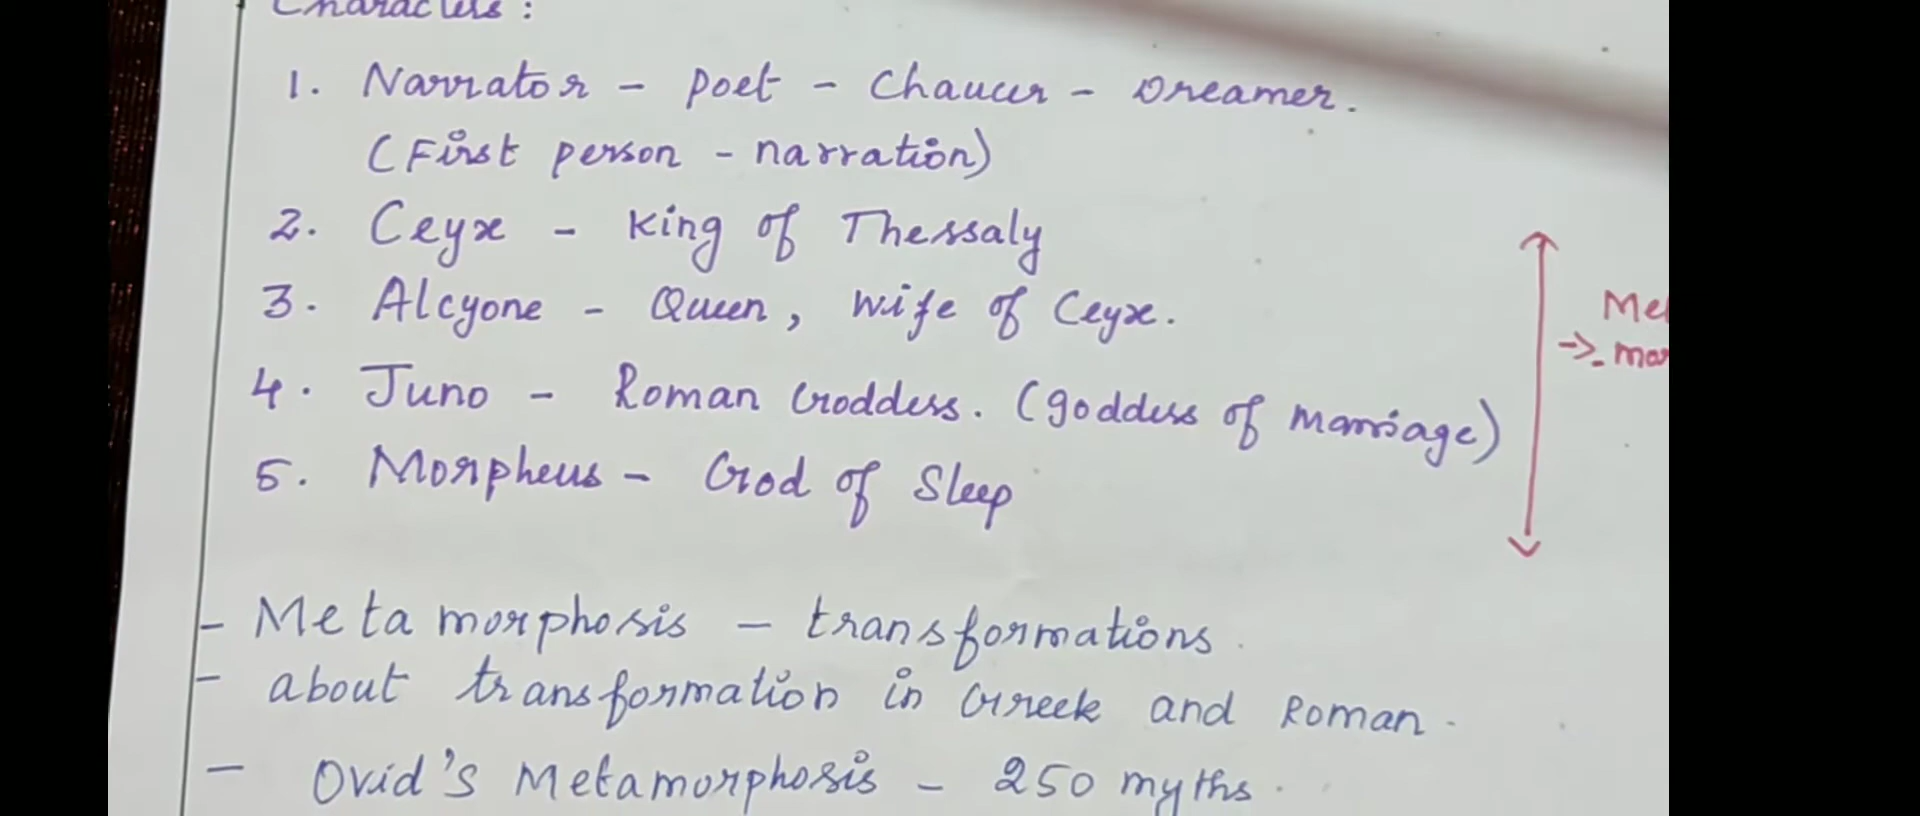 Characters:
1. Narrator - Poet - Chaucer - Dreamer.
(First person - narration)
2. Ceyx - King of Thessaly
3. Alcyone - Queen, wife of Ceyx.
4. Juno - Roman Goddess. (goddess of Marriage)
5. Morpheus - God of Sleep
- Metamorphosis - transformations.
- about transformation in Greek and Roman.
- Ovid's Metamorphosis - 250 myths.